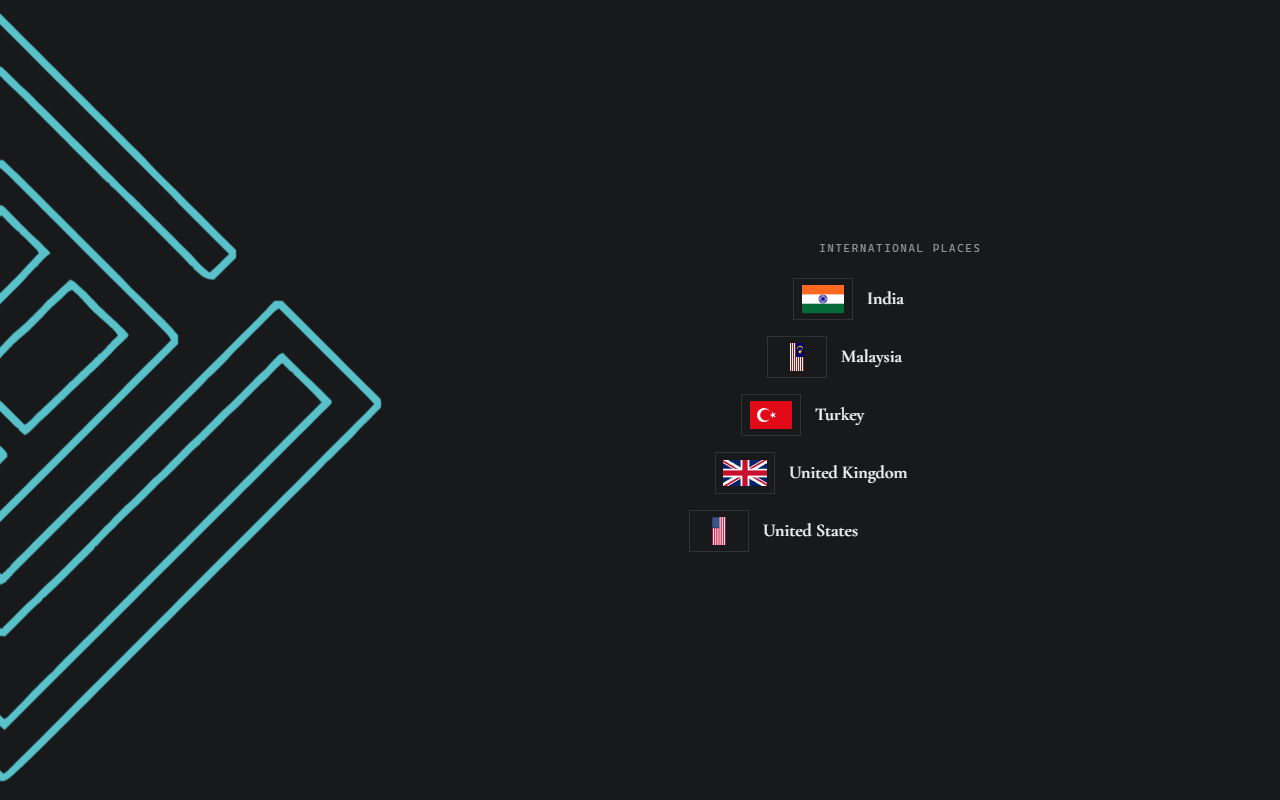 INTERNATIONAL PLACES
India
Malaysia
Turkey
United Kingdom
United States